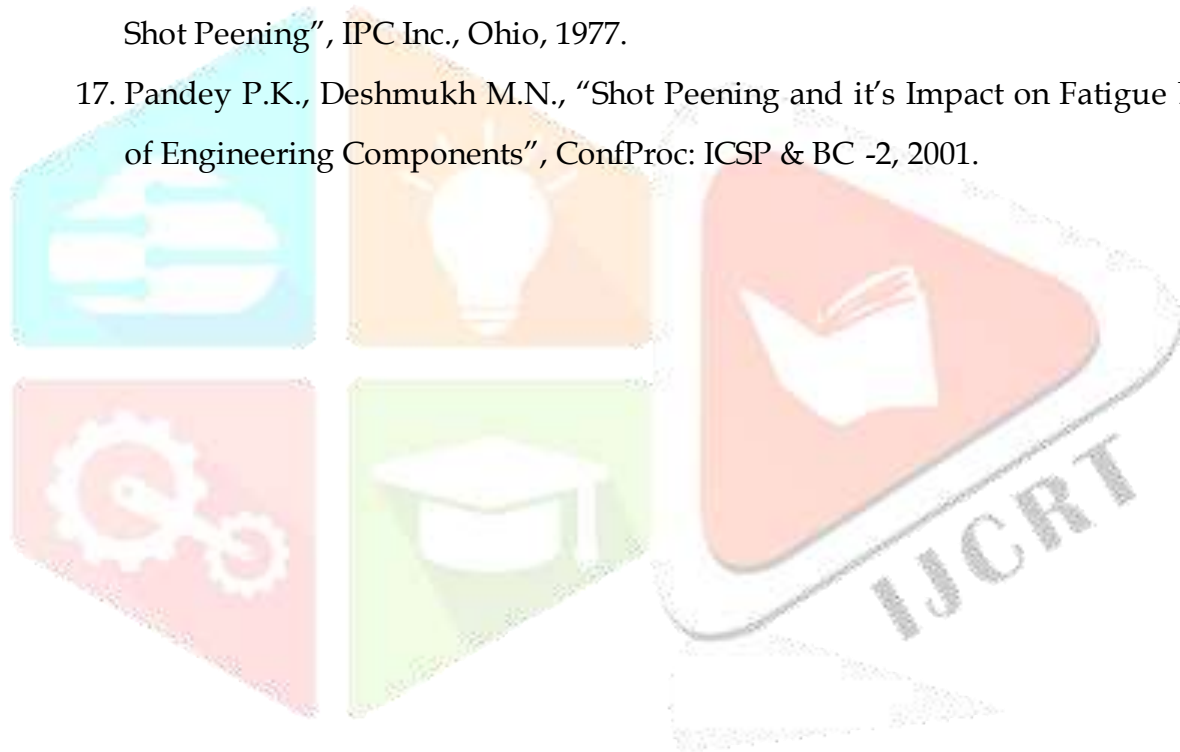 Shot Peening”, IPC Inc., Ohio, 1977.
17. Pandey P.K., Deshmukh M.N., “Shot Peening and it’s Impact on Fatigue
of Engineering Components”, ConfProc: ICSP & BC -2, 2001.
IJCRT